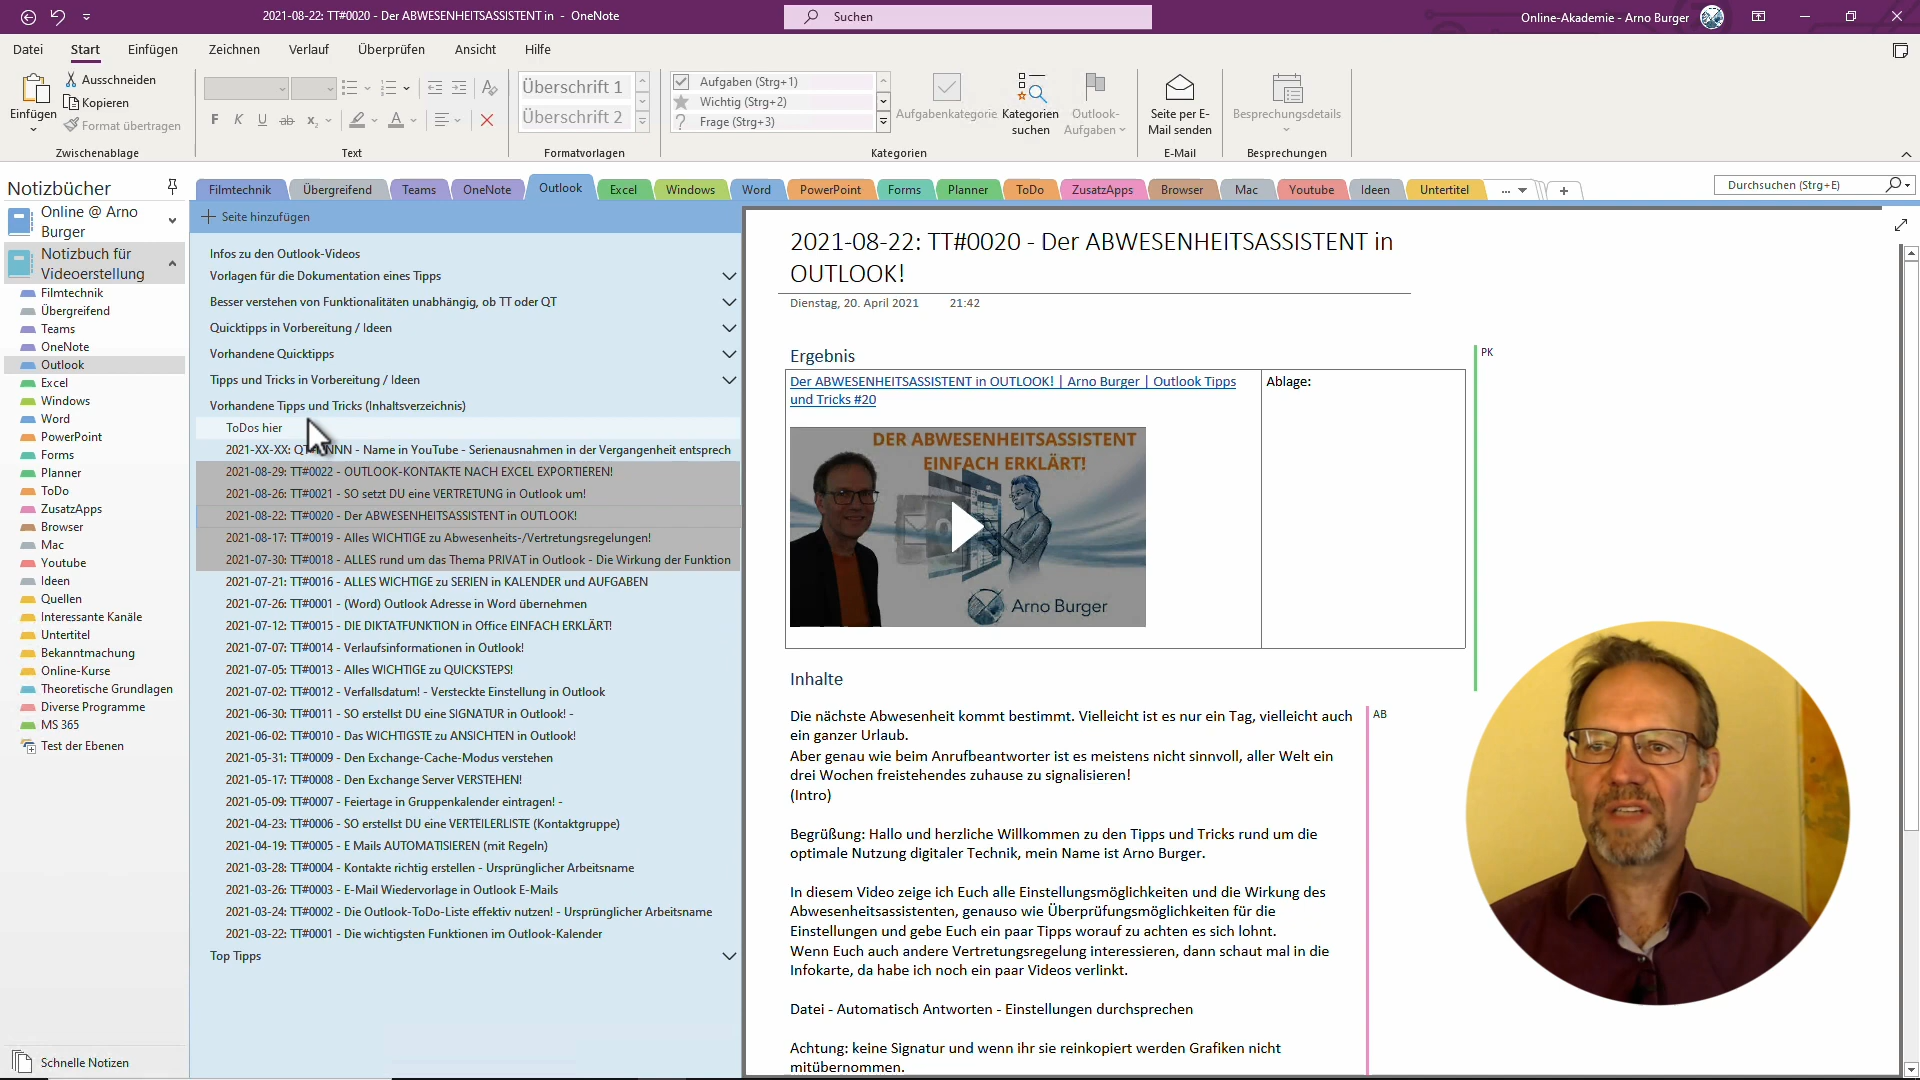 2021-08-22: TT#0020 - Der ABWESENHEITSASSISTENT in - OneNote
Suchen
Online-Akademie - Arno Burger
Datei
Start
Einfügen
Zeichnen
Verlauf
Überprüfen
Ansicht
Hilfe
Einfügen
Ausschneiden
Kopieren
Format übertragen
Zwischenablage
F K U ab x
A
Text
Überschrift 1
Überschrift 2
Formatvorlagen
Aufgaben (Strg+1)
Wichtig (Strg+2)
Frage (Strg+3)
Aufgabenkategorie
Kategorien
suchen
Outlook-
Aufgaben
Kategorien
Seite per E-
Mail senden
E-Mail
Besprechungsdetails
Besprechungen
Notizbücher
Online @ Arno
Burger
Notizbuch für
Videoerstellung
Filmtechnik
Übergreifend
Teams
OneNote
Outlook
Excel
Windows
Word
PowerPoint
Forms
Planner
ToDo
ZusatzApps
Browser
Mac
Youtube
Ideen
Quellen
Interessante Kanäle
Untertitel
Bekanntmachung
Online-Kurse
Theoretische Grundlagen
Diverse Programme
MS 365
Test der Ebenen
Schnelle Notizen
Filmtechnik
Übergreifend
Teams
OneNote
Outlook
Excel
Windows
Word
PowerPoint
Forms
Planner
ToDo
ZusatzApps
Browser
Mac
Youtube
Ideen
Untertitel
...
Durchsuchen (Strg+E)
Seite hinzufügen
Infos zu den Outlook-Videos
Vorlagen für die Dokumentation eines Tipps
Besser verstehen von Funktionalitäten unabhängig, ob TT oder QT
Quicktipps in Vorbereitung / Ideen
Vorhandene Quicktipps
Tipps und Tricks in Vorbereitung / Ideen
Vorhandene Tipps und Tricks (Inhaltsverzeichnis)
ToDos hier
2021-XX-XX: NNN - Name in YouTube - Serienausnahmen in der Vergangenheit entsprech
2021-08-29: TT#0022 - OUTLOOK-KONTAKTE NACH EXCEL EXPORTIEREN!
2021-08-26: TT#0021 - SO setzt DU eine VERTRETUNG in Outlook um!
2021-08-22: TT#0020 - Der ABWESENHEITSASSISTENT in OUTLOOK!
2021-08-17: TT#0019 - Alles WICHTIGE zu Abwesenheits-/Vertretungsregelungen!
2021-07-30: TT#0018 - ALLES rund um das Thema PRIVAT in Outlook - Die Wirkung der Funktion
2021-07-21: TT#0016 - ALLES WICHTIGE zu SERIEN in KALENDER und AUFGABEN
2021-07-26: TT#0001 - (Word) Outlook Adresse in Word übernehmen
2021-07-12: TT#0015 - DIE DIKTATFUNKTION in Office EINFACH ERKLÄRT!
2021-07-07: TT#0014 - Verlaufsinformationen in Outlook!
2021-07-05: TT#0013 - Alles WICHTIGE zu QUICKSTEPS!
2021-07-02: TT#0012 - Verfallsdatum! - Versteckte Einstellung in Outlook
2021-06-30: TT#0011 - SO erstellst DU eine SIGNATUR in Outlook! -
2021-06-02: TT#0010 - Das WICHTIGSTE zu ANSICHTEN in Outlook!
2021-05-31: TT#0009 - Den Exchange-Cache-Modus verstehen
2021-05-17: TT#0008 - Den Exchange Server VERSTEHEN!
2021-05-09: TT#0007 - Feiertage in Gruppenkalender eintragen! -
2021-04-23: TT#0006 - SO erstellst DU eine VERTEILERLISTE (Kontaktgruppe)
2021-04-19: TT#0005 - E Mails AUTOMATISIEREN (mit Regeln)
2021-03-28: TT#0004 - Kontakte richtig erstellen - Ursprünglicher Arbeitsname
2021-03-26: TT#0003 - E-Mail Wiedervorlage in Outlook E-Mails
2021-03-24: TT#0002 - Die Outlook-ToDo-Liste effektiv nutzen! - Ursprünglicher Arbeitsname
2021-03-22: TT#0001 - Die wichtigsten Funktionen im Outlook-Kalender
Top Tipps
2021-08-22: TT#0020 - Der ABWESENHEITSASSISTENT in
OUTLOOK!
Dienstag, 20. April 2021 21:42
Ergebnis
PK
Der ABWESENHEITSASSISTENT in OUTLOOK! | Arno Burger | Outlook Tipps
und Tricks #20
Ablage:
DER ABWESENHEITSASSISTENT
EINFACH ERKLÄRT!
Arno Burger
Inhalte
AB
Die nächste Abwesenheit kommt bestimmt. Vielleicht ist es nur ein Tag, vielleicht auch
ein ganzer Urlaub.
Aber genau wie beim Anrufbeantworter ist es meistens nicht sinnvoll, aller Welt ein
drei Wochen freistehendes zuhause zu signalisieren!
(Intro)
Begrüßung: Hallo und herzliche Willkommen zu den Tipps und Tricks rund um die
optimale Nutzung digitaler Technik, mein Name ist Arno Burger.
In diesem Video zeige ich Euch alle Einstellungsmöglichkeiten und die Wirkung des
Abwesenheitsassistenten, genauso wie Überprüfungsmöglichkeiten für die
Einstellungen und gebe Euch ein paar Tipps worauf zu achten es sich lohnt.
Wenn Euch auch andere Vertretungsregelung interessieren, dann schaut mal in die
Infokarte, da habe ich noch ein paar Videos verlinkt.
Datei - Automatisch Antworten - Einstellungen durchsprechen
Achtung: keine Signatur und wenn ihr sie reinkopiert werden Grafiken nicht
mitübernommen.